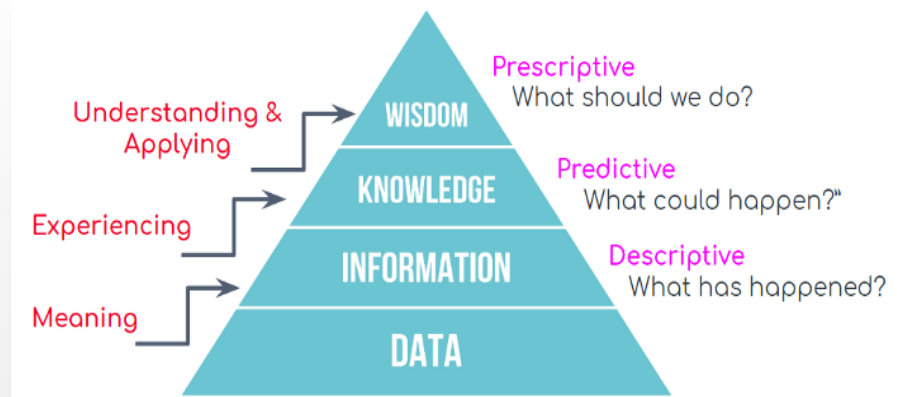 Prescriptive
What should we do?
Understanding &
Applying
WISDOM
Predictive
What could happen?"
KNOWLEDGE
Experiencing
Descriptive
What has happened?
INFORMATION
Meaning
DATA